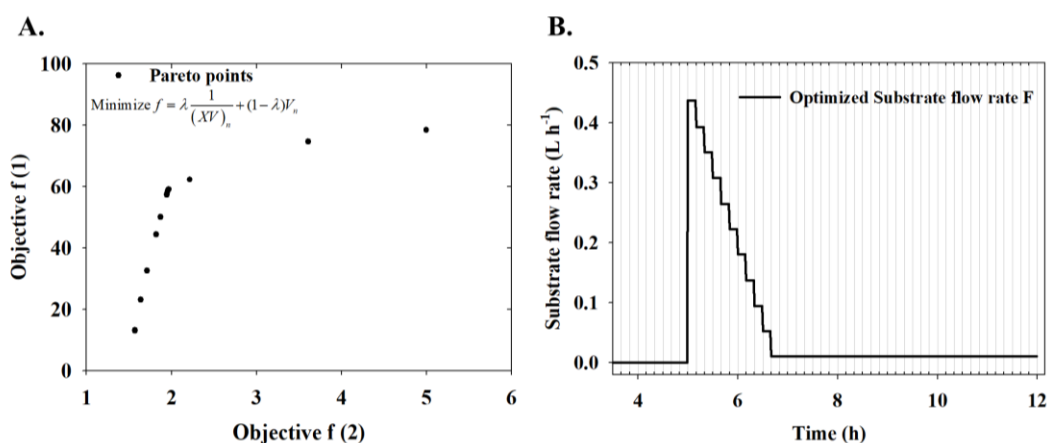 A.
100
80
60
40
20
0
Objective f (1)
Pareto points
Minimize f = λ 1/(XV)n + (1−λ)Vn
1 2 3 4 5 6
Objective f (2)
B.
0.5
0.4
0.3
0.2
0.1
0.0
Substrate flow rate (L h-1)
Optimized Substrate flow rate F
4 6 8 10 12
Time (h)